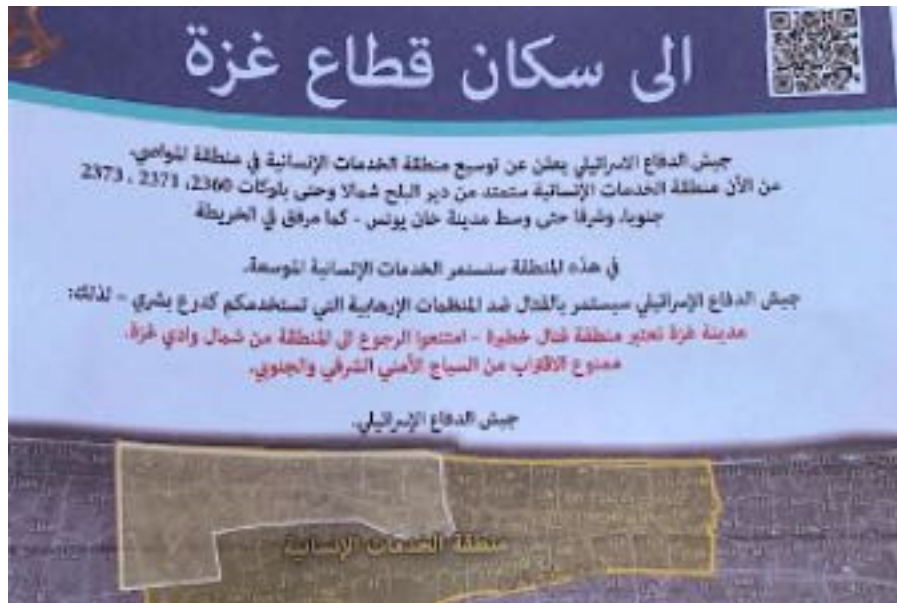 الى سكان قطاع غزة
جيش الدفاع الاسرائيلي يعلن عن توسيع منطقة الخدمات الإنسانية في منطقة المواصي.
من الأن منطقة الخدمات الإنسانية ستمتد من دير البلح شمالا وحتى بلوكات 2360، 2371 ، 2373
جنوبا، وشرقا حتى وسط مدينة خان يونس - كما مرفق في الخريطة
في هذه المنطقة ستستمر الخدمات الإنسانية الموسعة.
جيش الدفاع الإسرائيلي سيستمر بالقتال ضد المنظمات الإرهابية التي تستخدمكم كدرع بشري - لذلك:
مدينة غزة تعتبر منطقة قتال خطيرة - امتنعوا الرجوع الى المنطقة من شمال وادي غزة.
ممنوع الاقتراب من السياج الأمني الشرقي والجنوبي.
جيش الدفاع الإسرائيلي.
منطقة الخدمات الإنسانية